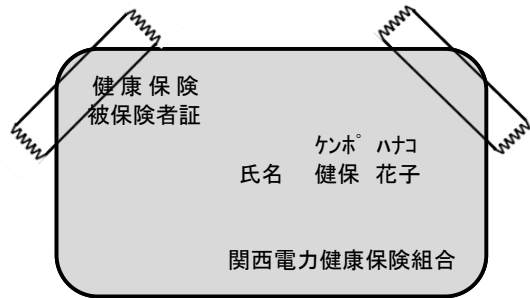 健康保険
被保険者証
ｹﾝﾎﾟ ﾊﾅｺ
氏名 健保 花子
関西電力健康保険組合